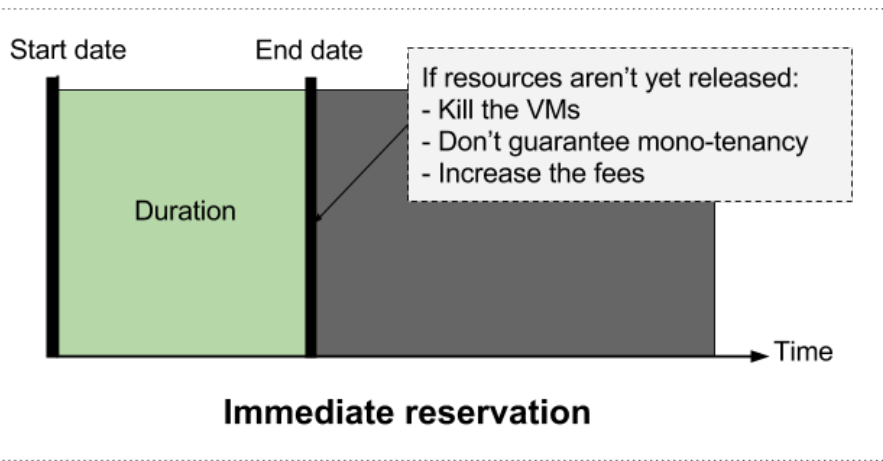 Start date
End date
If resources aren't yet released:
- Kill the VMs
- Don't guarantee mono-tenancy
- Increase the fees
Duration
Time
Immediate reservation